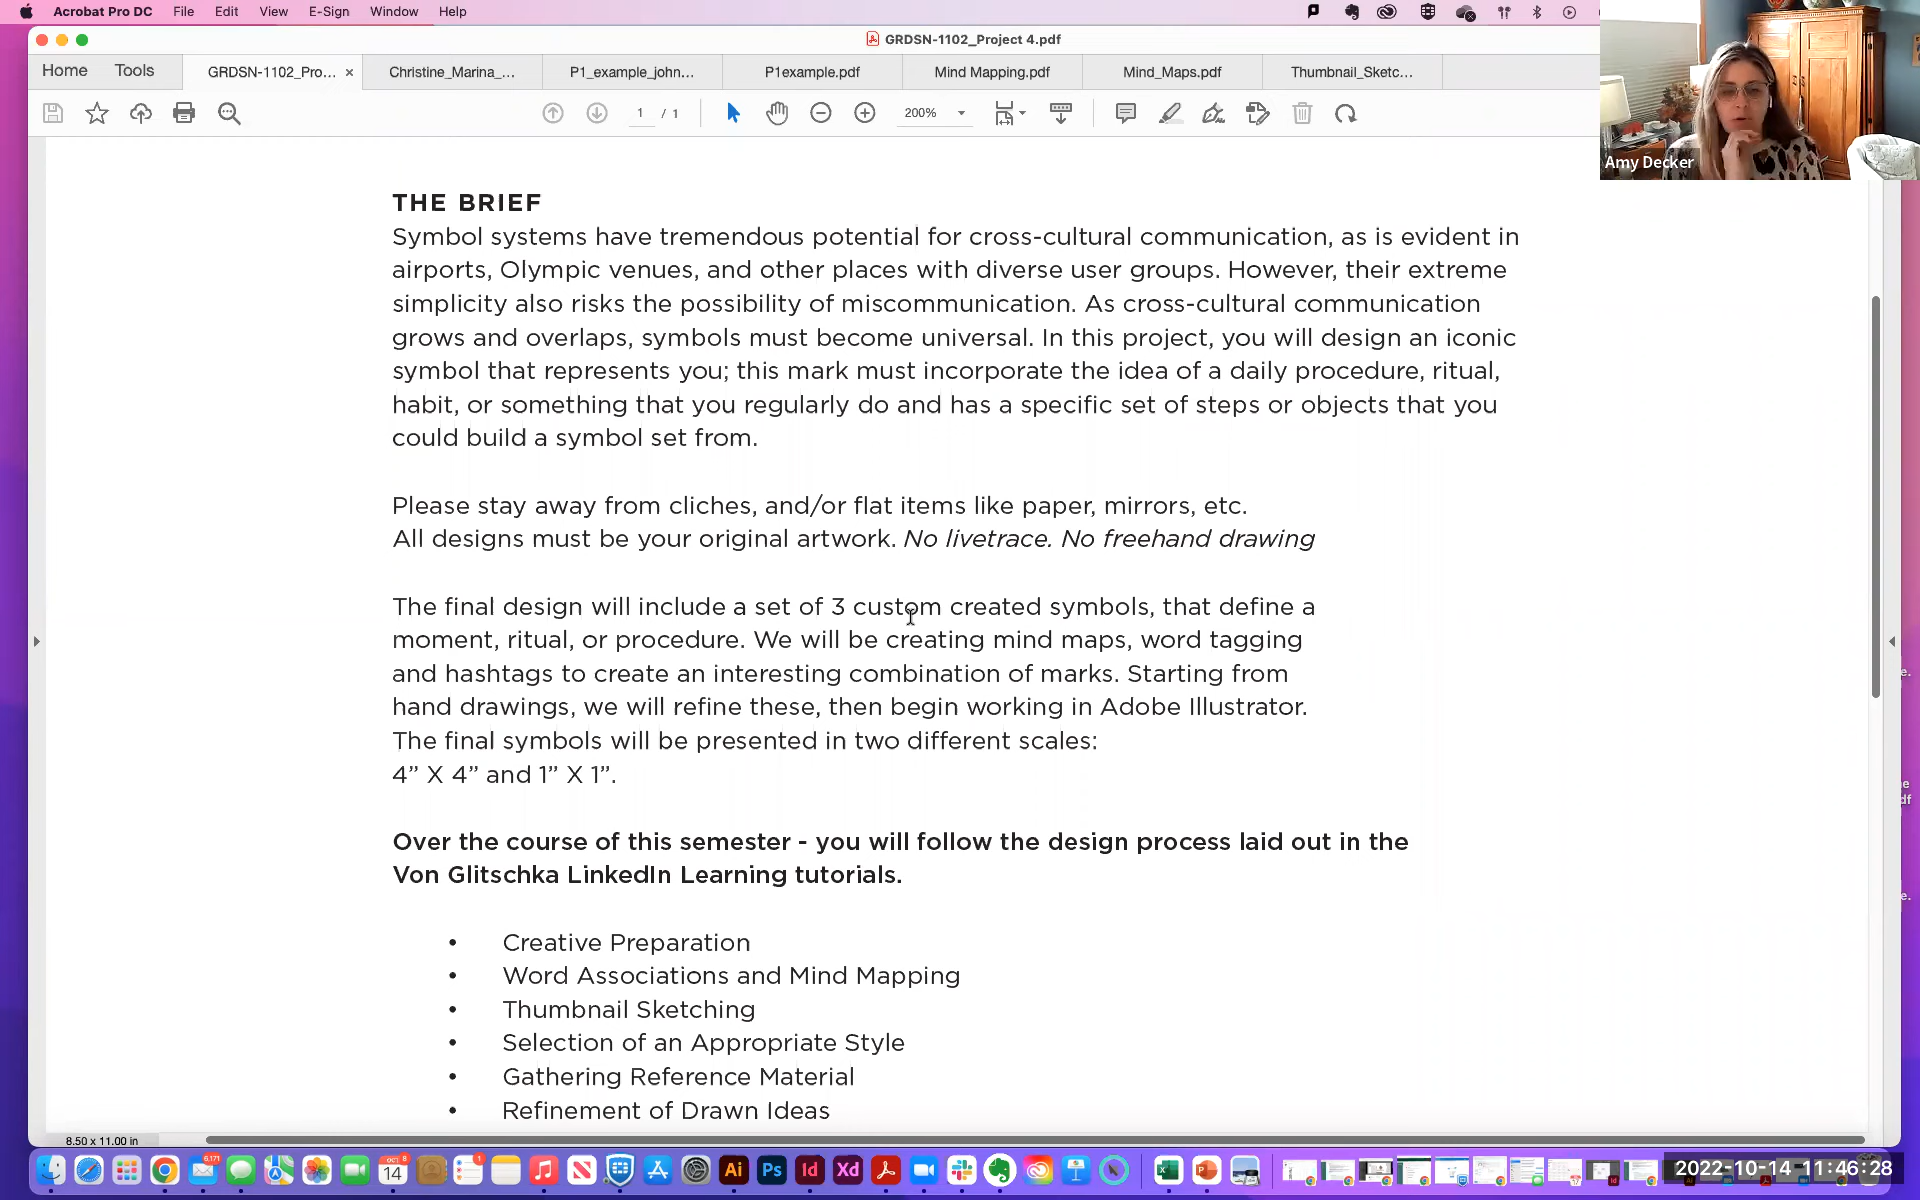 Acrobat Pro DC File Edit View E-Sign Window Help
GRDSN-1102_Project 4.pdf
Home Tools GRDSN-1102_Pro... × Christine_Marina_... P1_example_john... P1example.pdf Mind Mapping.pdf Mind_Maps.pdf Thumbnail_Sketc...
1 / 1 200%
Amy Decker
THE BRIEF
Symbol systems have tremendous potential for cross-cultural communication, as is evident in
airports, Olympic venues, and other places with diverse user groups. However, their extreme
simplicity also risks the possibility of miscommunication. As cross-cultural communication
grows and overlaps, symbols must become universal. In this project, you will design an iconic
symbol that represents you; this mark must incorporate the idea of a daily procedure, ritual,
habit, or something that you regularly do and has a specific set of steps or objects that you
could build a symbol set from.
Please stay away from cliches, and/or flat items like paper, mirrors, etc.
All designs must be your original artwork. No livetrace. No freehand drawing
The final design will include a set of 3 custom created symbols, that define a
moment, ritual, or procedure. We will be creating mind maps, word tagging
and hashtags to create an interesting combination of marks. Starting from
hand drawings, we will refine these, then begin working in Adobe Illustrator.
The final symbols will be presented in two different scales:
4” X 4” and 1” X 1”.
Over the course of this semester - you will follow the design process laid out in the
Von Glitschka LinkedIn Learning tutorials.
• Creative Preparation
• Word Associations and Mind Mapping
• Thumbnail Sketching
• Selection of an Appropriate Style
• Gathering Reference Material
• Refinement of Drawn Ideas
8.50 x 11.00 in
6,171 OCT 8 14 1 Ai Ps Id Xd
2022-10-14 11:46:28